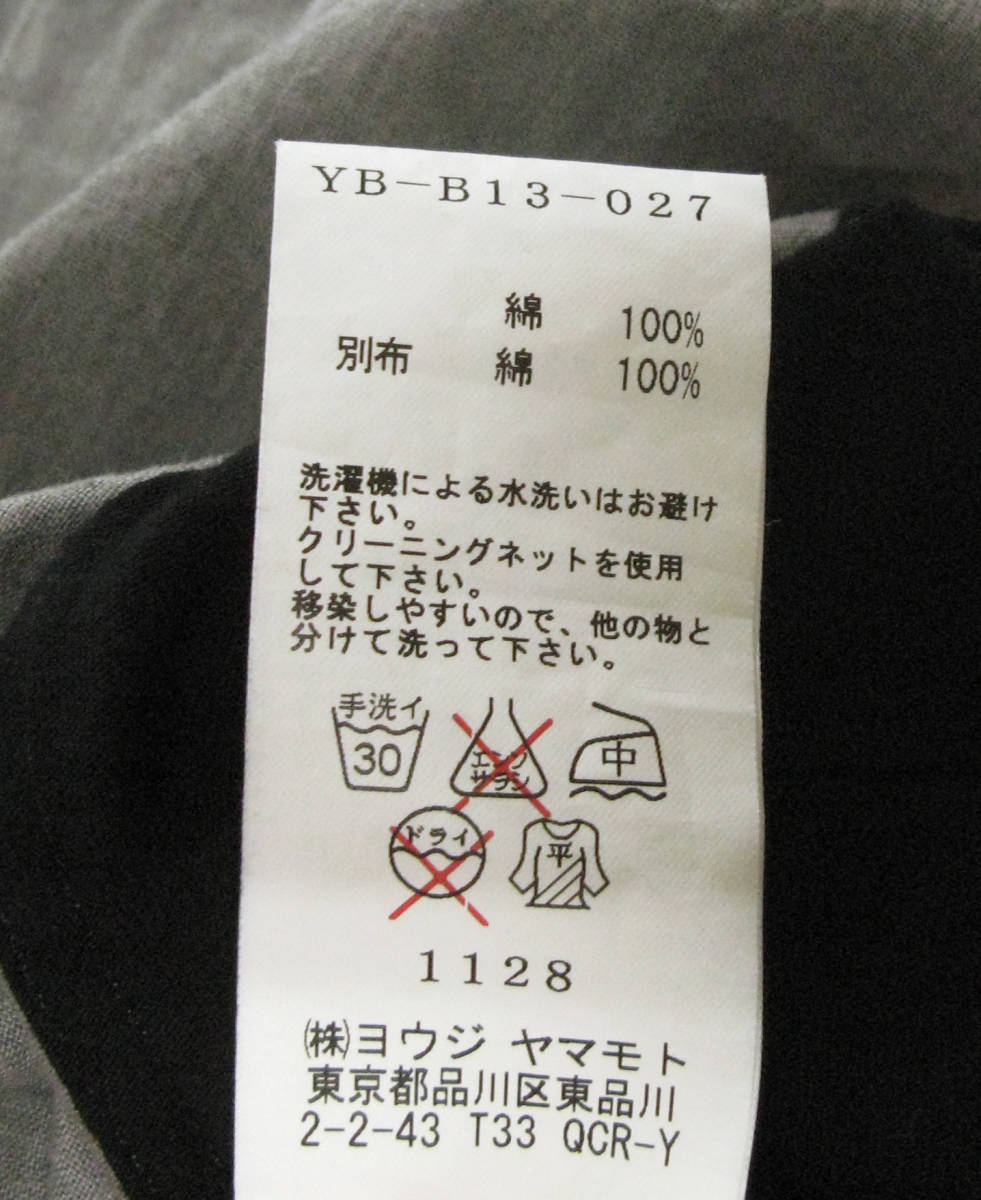 YB-B13-027
綿 100%
別布 綿 100%
洗濯機による水洗いはお避け
下さい。
クリーニングネットを使用
して下さい。
移染しやすいので、他の物と
分けて洗って下さい。
手洗イ
30
エンソ
サラシ
中
ドライ
平
1128
㈱ヨウジ ヤマモト
東京都品川区東品川
2-2-43 T33 QCR-Y